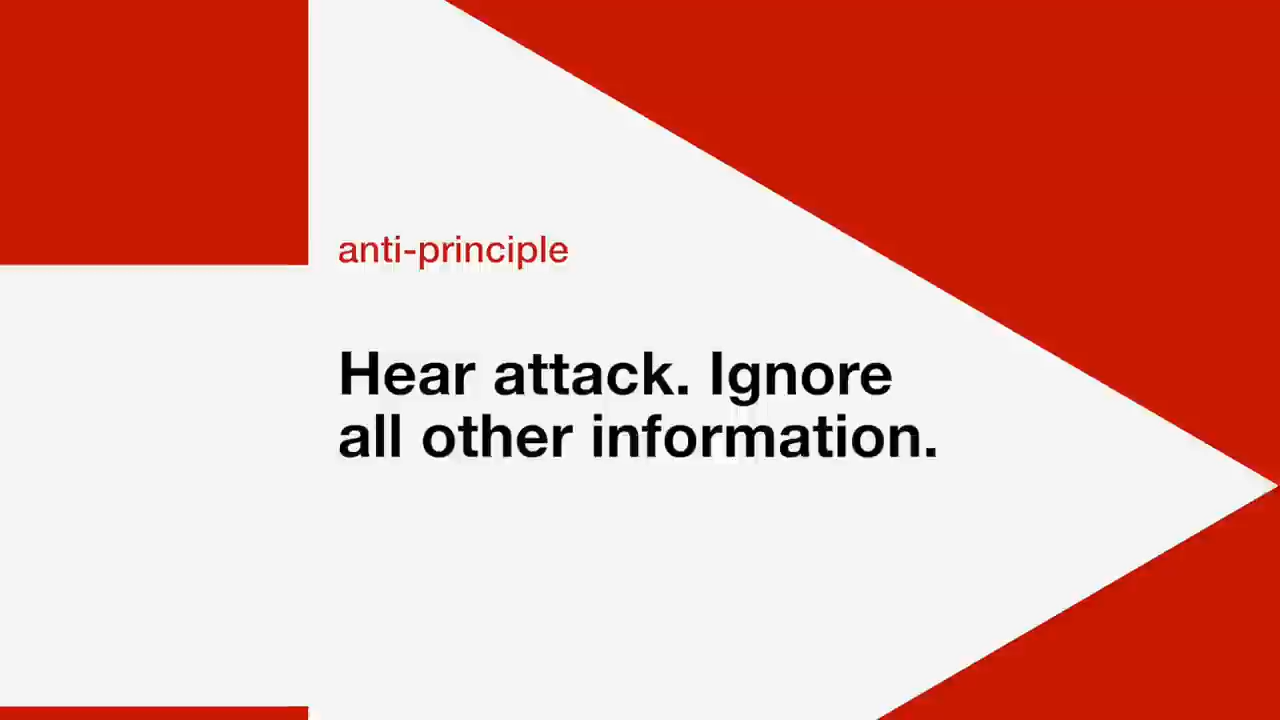 anti-principle
Hear attack. Ignore
all other information.